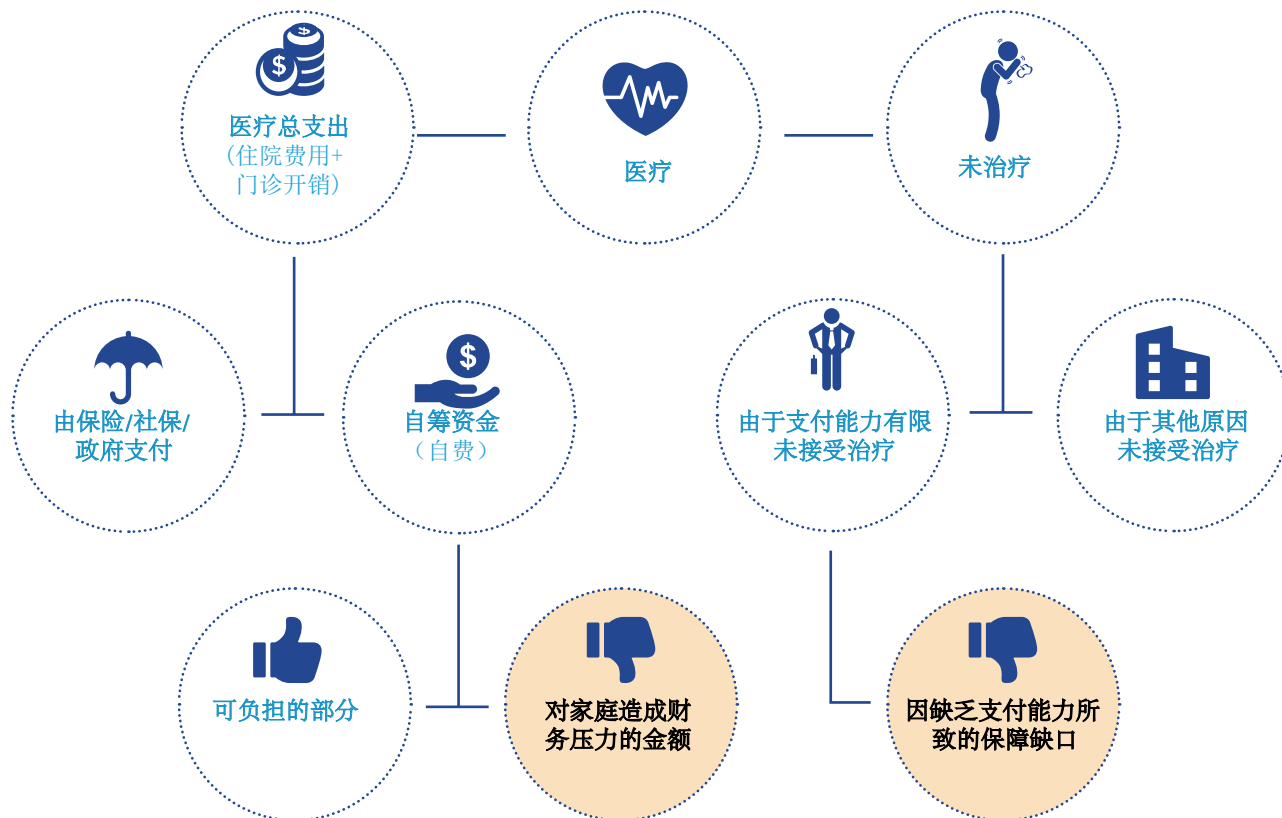 医疗总支出
(住院费用+
门诊开销)
医疗
未治疗
由保险/社保/
政府支付
自筹资金
（自费）
由于支付能力有限
未接受治疗
由于其他原因
未接受治疗
可负担的部分
对家庭造成财
务压力的金额
因缺乏支付能力所
致的保障缺口